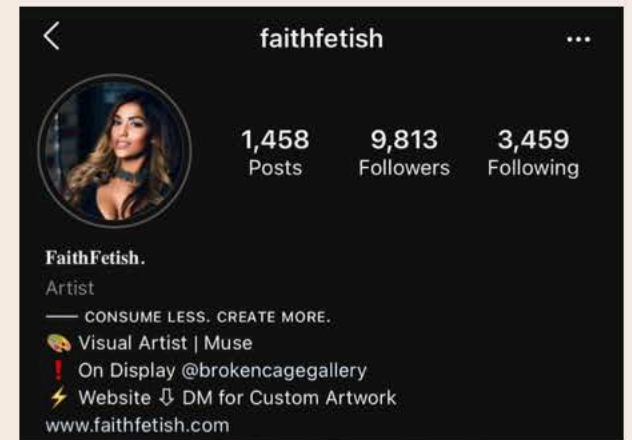 faithfetish
1,458 9,813 3,459
Posts Followers Following
FaithFetish.
Artist
—— CONSUME LESS. CREATE MORE.
🎨 Visual Artist | Muse
❗ On Display @brokencagegallery
⚡ Website ⇩ DM for Custom Artwork
www.faithfetish.com